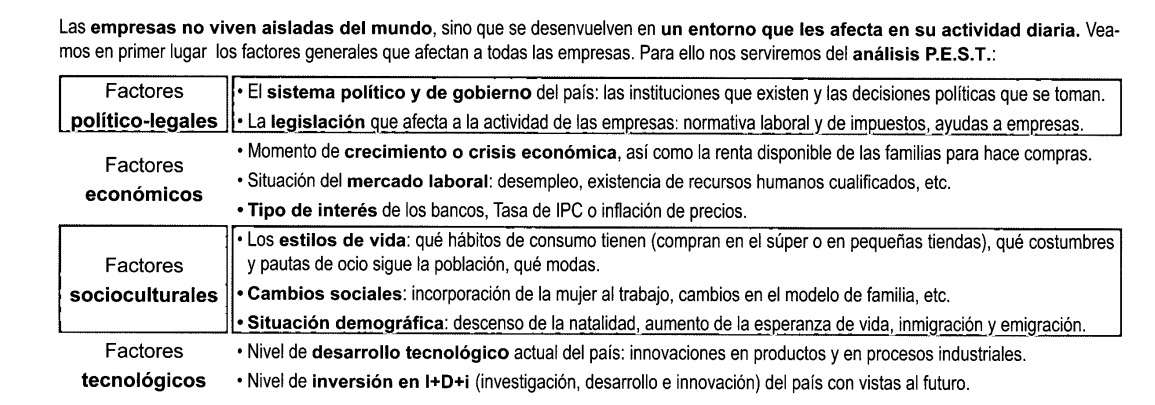 Las empresas no viven aisladas del mundo, sino que se desenvuelven en un entorno que les afecta en su actividad diaria. Vea-
mos en primer lugar los factores generales que afectan a todas las empresas. Para ello nos serviremos del análisis P.E.S.T.:
Factores
político-legales
• El sistema político y de gobierno del país: las instituciones que existen y las decisiones políticas que se toman.
• La legislación que afecta a la actividad de las empresas: normativa laboral y de impuestos, ayudas a empresas.
Factores
económicos
• Momento de crecimiento o crisis económica, así como la renta disponible de las familias para hace compras.
• Situación del mercado laboral: desempleo, existencia de recursos humanos cualificados, etc.
• Tipo de interés de los bancos, Tasa de IPC o inflación de precios.
Factores
socioculturales
• Los estilos de vida: qué hábitos de consumo tienen (compran en el súper o en pequeñas tiendas), qué costumbres
y pautas de ocio sigue la población, qué modas.
• Cambios sociales: incorporación de la mujer al trabajo, cambios en el modelo de familia, etc.
• Situación demográfica: descenso de la natalidad, aumento de la esperanza de vida, inmigración y emigración.
Factores
tecnológicos
• Nivel de desarrollo tecnológico actual del país: innovaciones en productos y en procesos industriales.
• Nivel de inversión en I+D+i (investigación, desarrollo e innovación) del país con vistas al futuro.